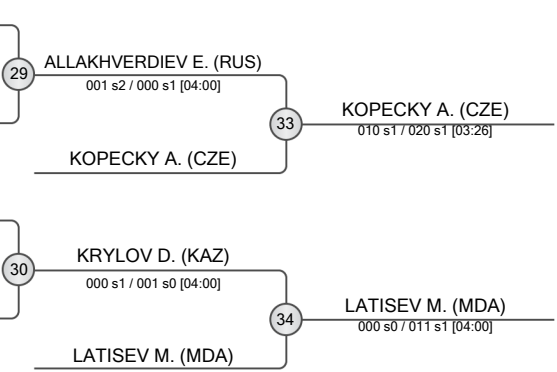 29
ALLAKHVERDIEV E. (RUS)
001 s2 / 000 s1 [04:00]
33
KOPECKY A. (CZE)
010 s1 / 020 s1 [03:26]
KOPECKY A. (CZE)
30
KRYLOV D. (KAZ)
000 s1 / 001 s0 [04:00]
34
LATISEV M. (MDA)
000 s0 / 011 s1 [04:00]
LATISEV M. (MDA)